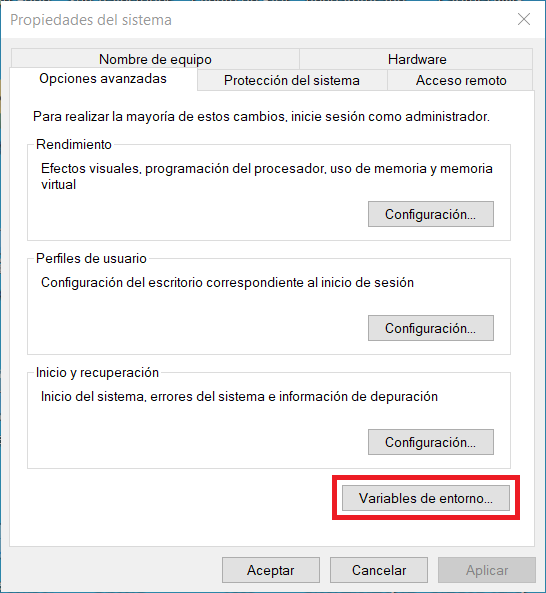 Propiedades del sistema
Nombre de equipo
Hardware
Opciones avanzadas
Protección del sistema
Acceso remoto
Para realizar la mayoría de estos cambios, inicie sesión como administrador.
Rendimiento
Efectos visuales, programación del procesador, uso de memoria y memoria
virtual
Configuración...
Perfiles de usuario
Configuración del escritorio correspondiente al inicio de sesión
Configuración...
Inicio y recuperación
Inicio del sistema, errores del sistema e información de depuración
Configuración...
Variables de entorno...
Aceptar
Cancelar
Aplicar